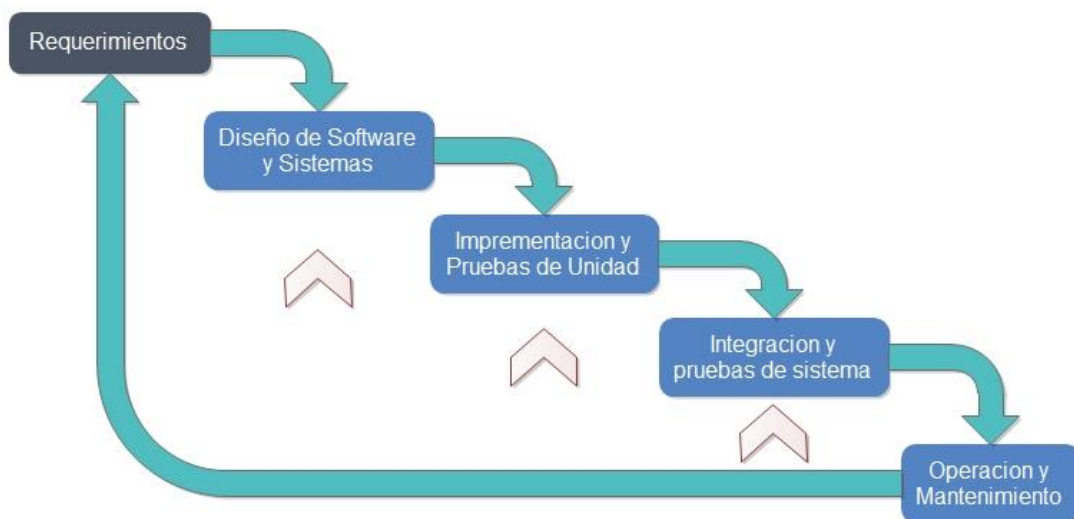 Requerimientos
Diseño de Software
y Sistemas
Imprementacion y
Pruebas de Unidad
Integracion y
pruebas de sistema
Operacion y
Mantenimiento